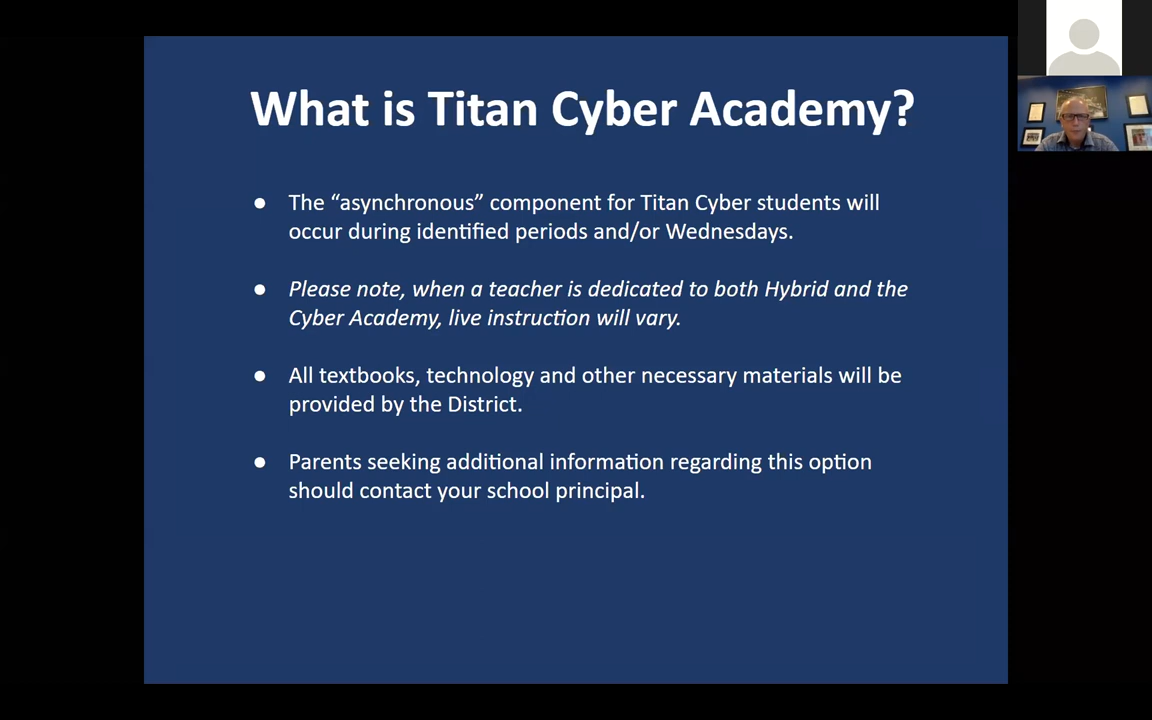 What is Titan Cyber Academy?
● The “asynchronous” component for Titan Cyber students will
occur during identified periods and/or Wednesdays.
● Please note, when a teacher is dedicated to both Hybrid and the
Cyber Academy, live instruction will vary.
● All textbooks, technology and other necessary materials will be
provided by the District.
● Parents seeking additional information regarding this option
should contact your school principal.